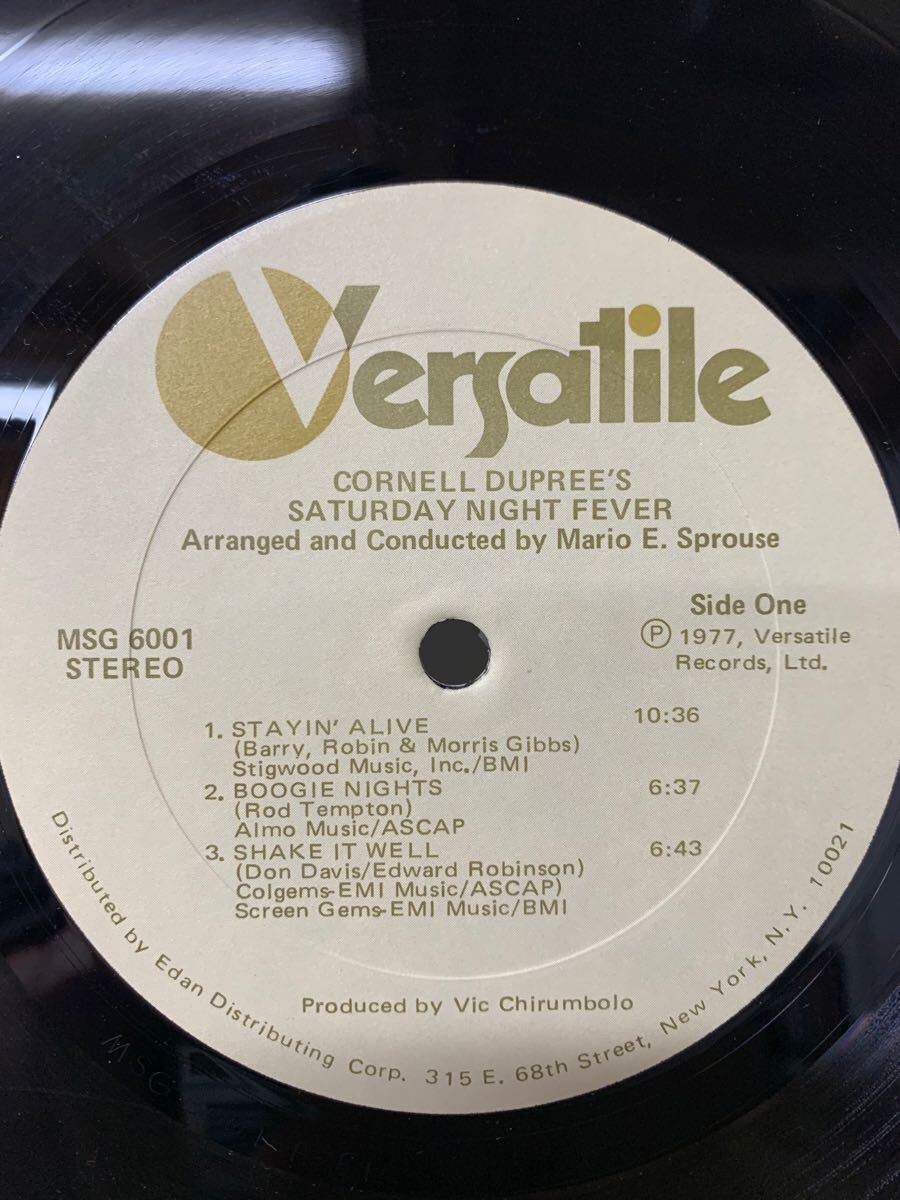 Versatile
CORNELL DUPREE'S
SATURDAY NIGHT FEVER
Arranged and Conducted by Mario E. Sprouse
MSG 6001
STEREO
Side One
Ⓟ 1977, Versatile
Records, Ltd.
1. STAYIN' ALIVE 10:36
(Barry, Robin & Morris Gibbs)
Stigwood Music, Inc./BMI
2. BOOGIE NIGHTS 6:37
(Rod Tempton)
Almo Music/ASCAP
3. SHAKE IT WELL 6:43
(Don Davis/Edward Robinson)
Colgems-EMI Music/ASCAP)
Screen Gems-EMI Music/BMI
Produced by Vic Chirumbolo
Distributed by Edan Distributing Corp. 315 E. 68th Street, New York, N.Y. 10021
MSG